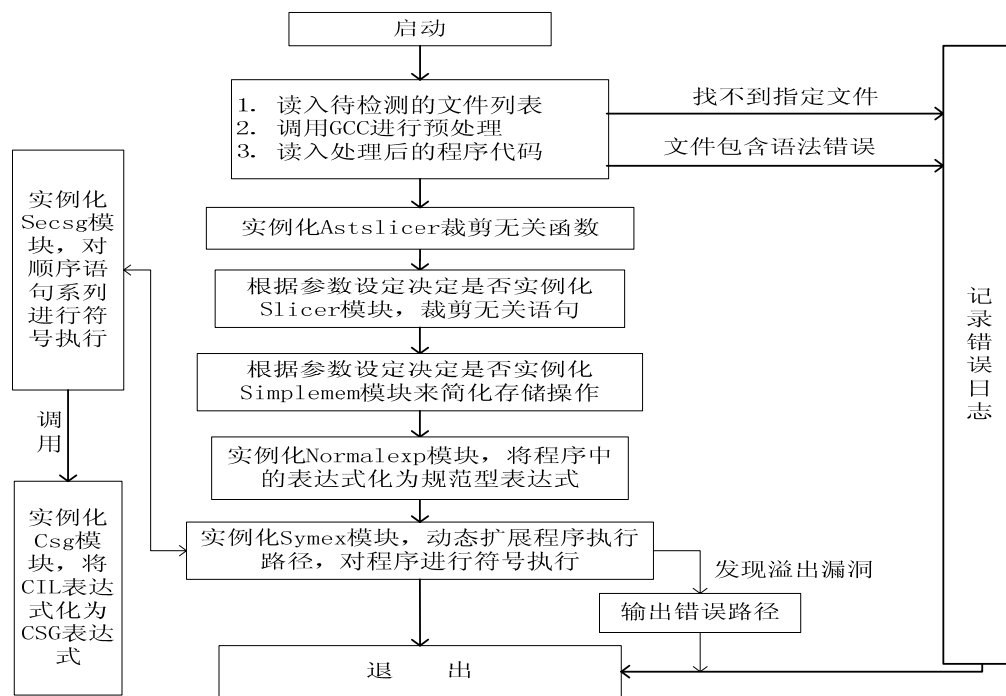 启动
1. 读入待检测的文件列表
2. 调用GCC进行预处理
3. 读入处理后的程序代码
找不到指定文件
文件包含语法错误
实例化Astslicer裁剪无关函数
根据参数设定决定是否实例化
Slicer模块，裁剪无关语句
根据参数设定决定是否实例化
Simplemem模块来简化存储操作
实例化Normalexp模块，将程序中
的表达式化为规范型表达式
实例化Symex模块，动态扩展程序执行
路径，对程序进行符号执行
发现溢出漏洞
输出错误路径
退 出
实例化
Secsg模
块，对
顺序语
句系列
进行符
号执行
调
用
实例化
Csg模
块，将
CIL表达
式化为
CSG表达
式
记
录
错
误
日
志